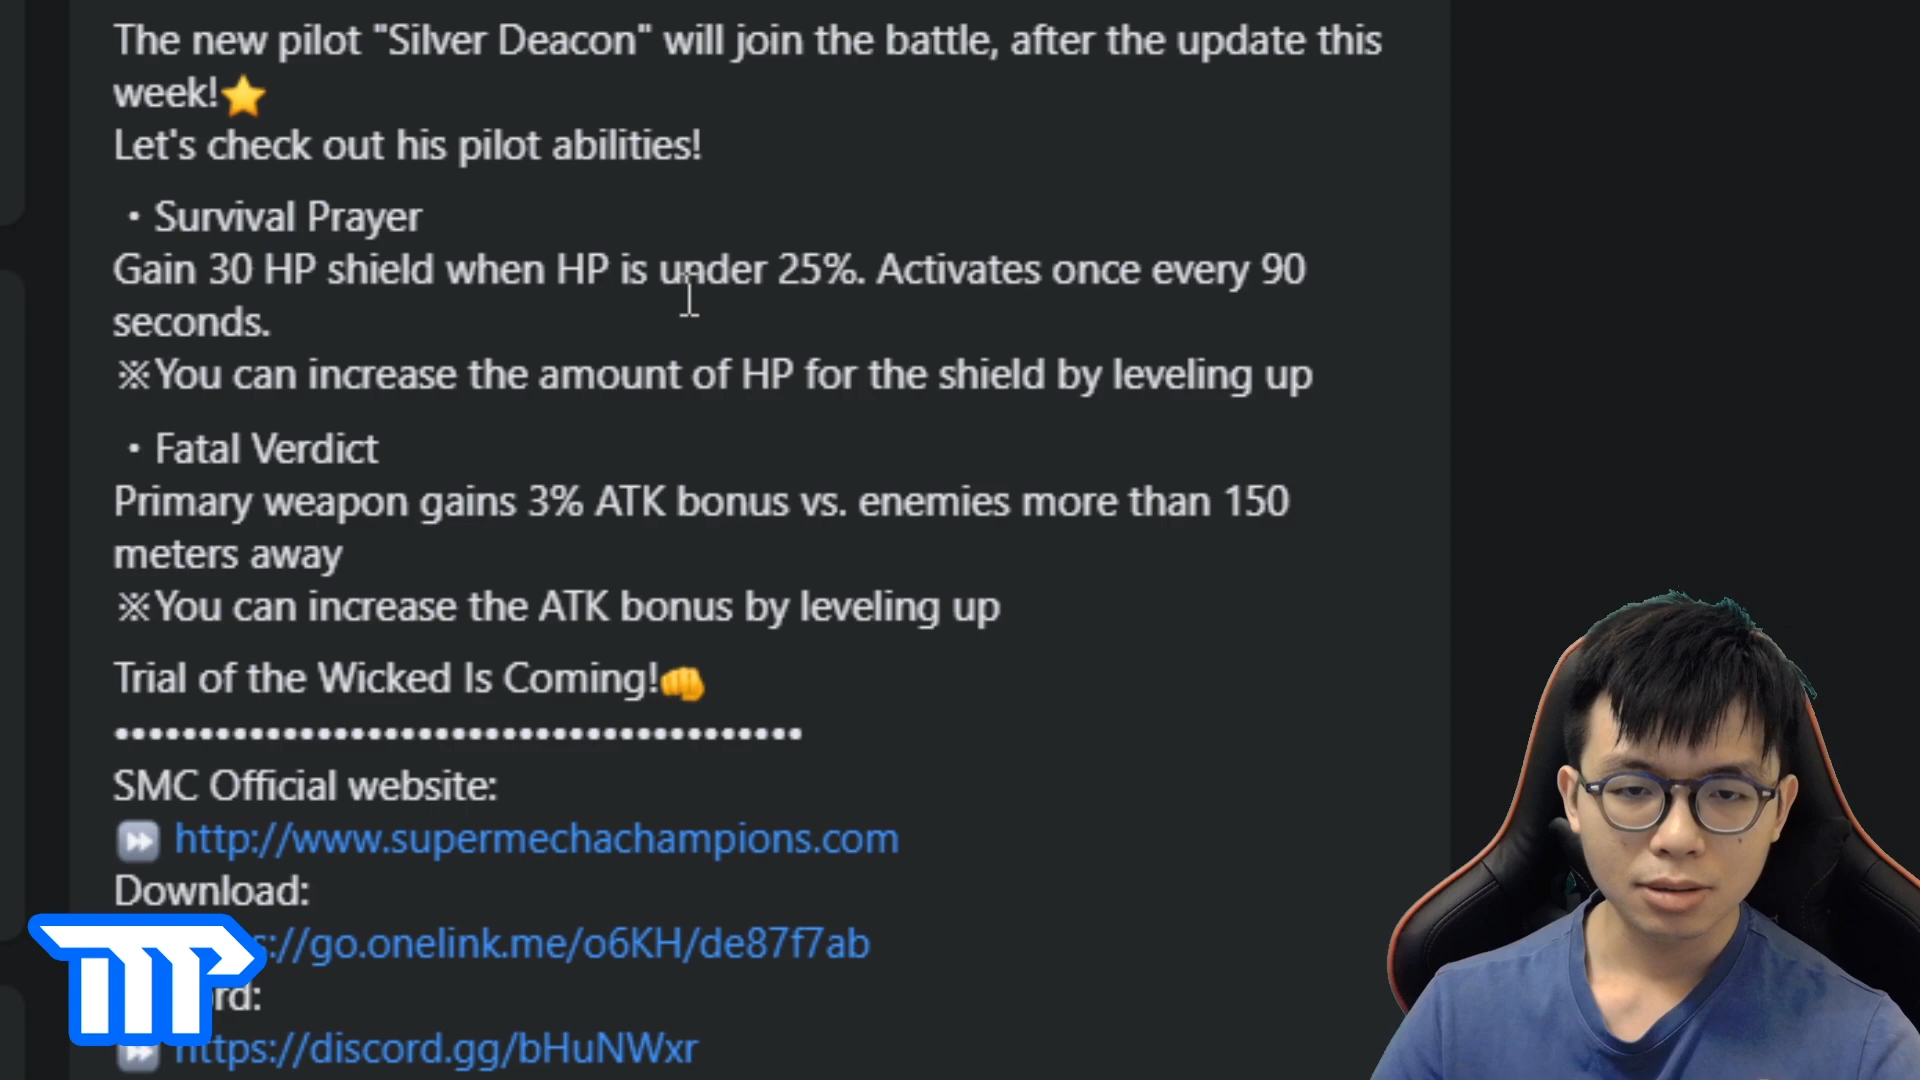 The new pilot "Silver Deacon" will join the battle, after the update this
week!⭐
Let's check out his pilot abilities!
・Survival Prayer
Gain 30 HP shield when HP is under 25%. Activates once every 90
seconds.
※You can increase the amount of HP for the shield by leveling up
・Fatal Verdict
Primary weapon gains 3% ATK bonus vs. enemies more than 150
meters away
※You can increase the ATK bonus by leveling up
Trial of the Wicked Is Coming!👊
SMC Official website:
⏩ http://www.supermechachampions.com
Download:
s://go.onelink.me/o6KH/de87f7ab
rd:
⏩ https://discord.gg/bHuNWxr